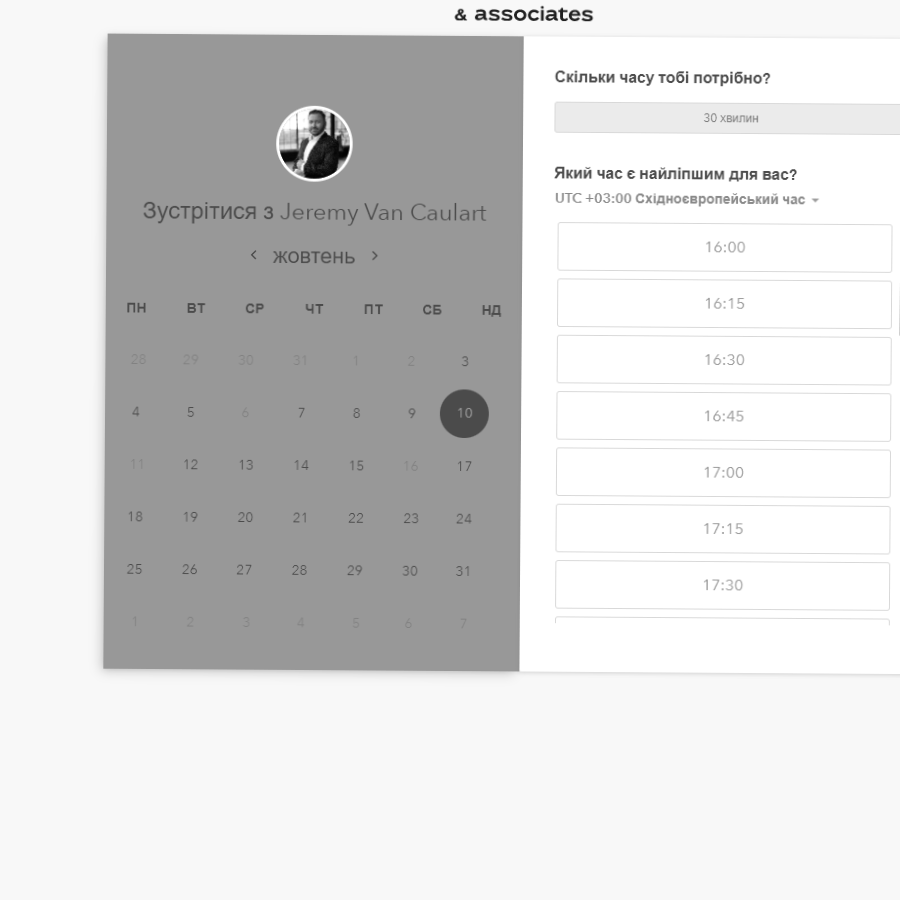 & associates
Зустрітися з Jeremy Van Caulart
жовтень
ПН ВТ СР ЧТ ПТ СБ НД
28 29 30 31 1 2 3
4 5 6 7 8 9 10
11 12 13 14 15 16 17
18 19 20 21 22 23 24
25 26 27 28 29 30 31
1 2 3 4 5 6 7
Скільки часу тобі потрібно?
30 хвилин
Який час є найліпшим для вас?
UTC +03:00 Східноєвропейський час
16:00
16:15
16:30
16:45
17:00
17:15
17:30